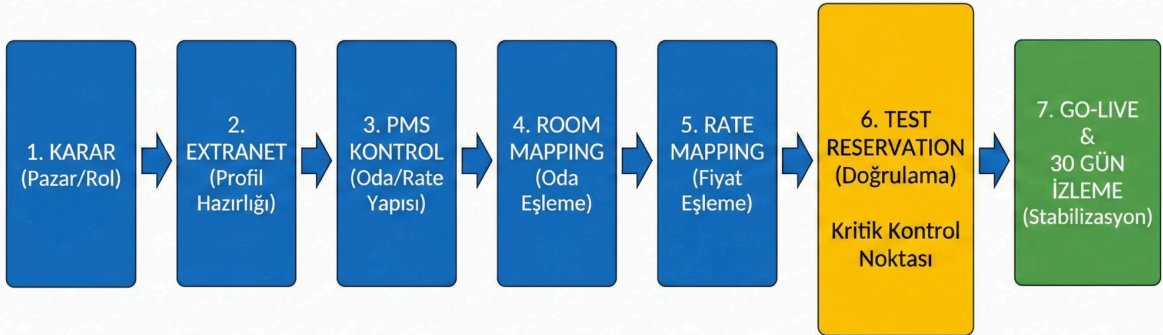 1. KARAR
(Pazar/Rol)
2.
EXTRANET
(Profil
Hazırlığı)
3. PMS
KONTROL
(Oda/Rate
Yapısı)
4. ROOM
MAPPING
(Oda
Eşleme)
5. RATE
MAPPING
(Fiyat
Eşleme)
6. TEST
RESERVATION
(Doğrulama)
Kritik Kontrol
Noktası
7. GO-LIVE
&
30 GÜN
İZLEME
(Stabilizasyon)